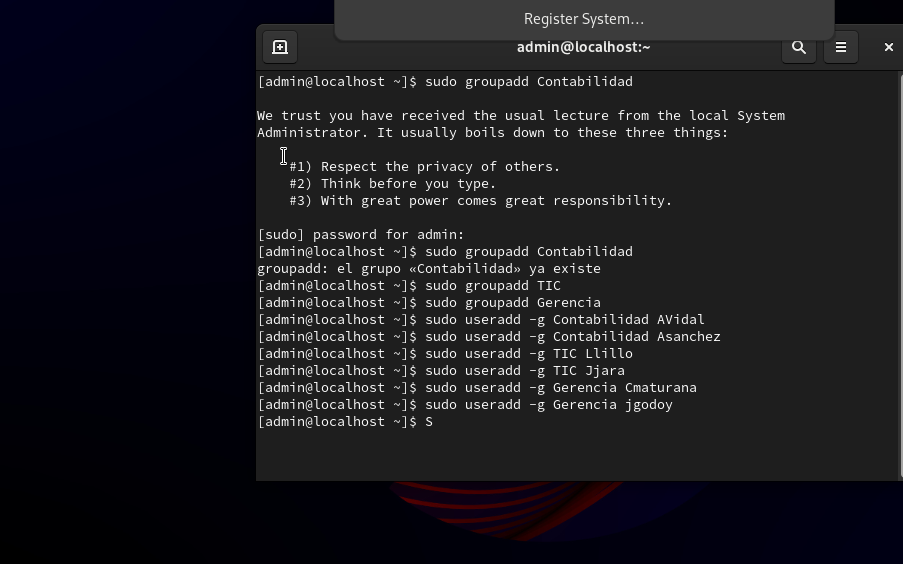 Register System…
admin@localhost:~
[admin@localhost ~]$ sudo groupadd Contabilidad
We trust you have received the usual lecture from the local System
Administrator. It usually boils down to these three things:
#1) Respect the privacy of others.
#2) Think before you type.
#3) With great power comes great responsibility.
[sudo] password for admin:
[admin@localhost ~]$ sudo groupadd Contabilidad
groupadd: el grupo «Contabilidad» ya existe
[admin@localhost ~]$ sudo groupadd TIC
[admin@localhost ~]$ sudo groupadd Gerencia
[admin@localhost ~]$ sudo useradd -g Contabilidad AVidal
[admin@localhost ~]$ sudo useradd -g Contabilidad Asanchez
[admin@localhost ~]$ sudo useradd -g TIC Llillo
[admin@localhost ~]$ sudo useradd -g TIC Jjara
[admin@localhost ~]$ sudo useradd -g Gerencia Cmaturana
[admin@localhost ~]$ sudo useradd -g Gerencia jgodoy
[admin@localhost ~]$ S